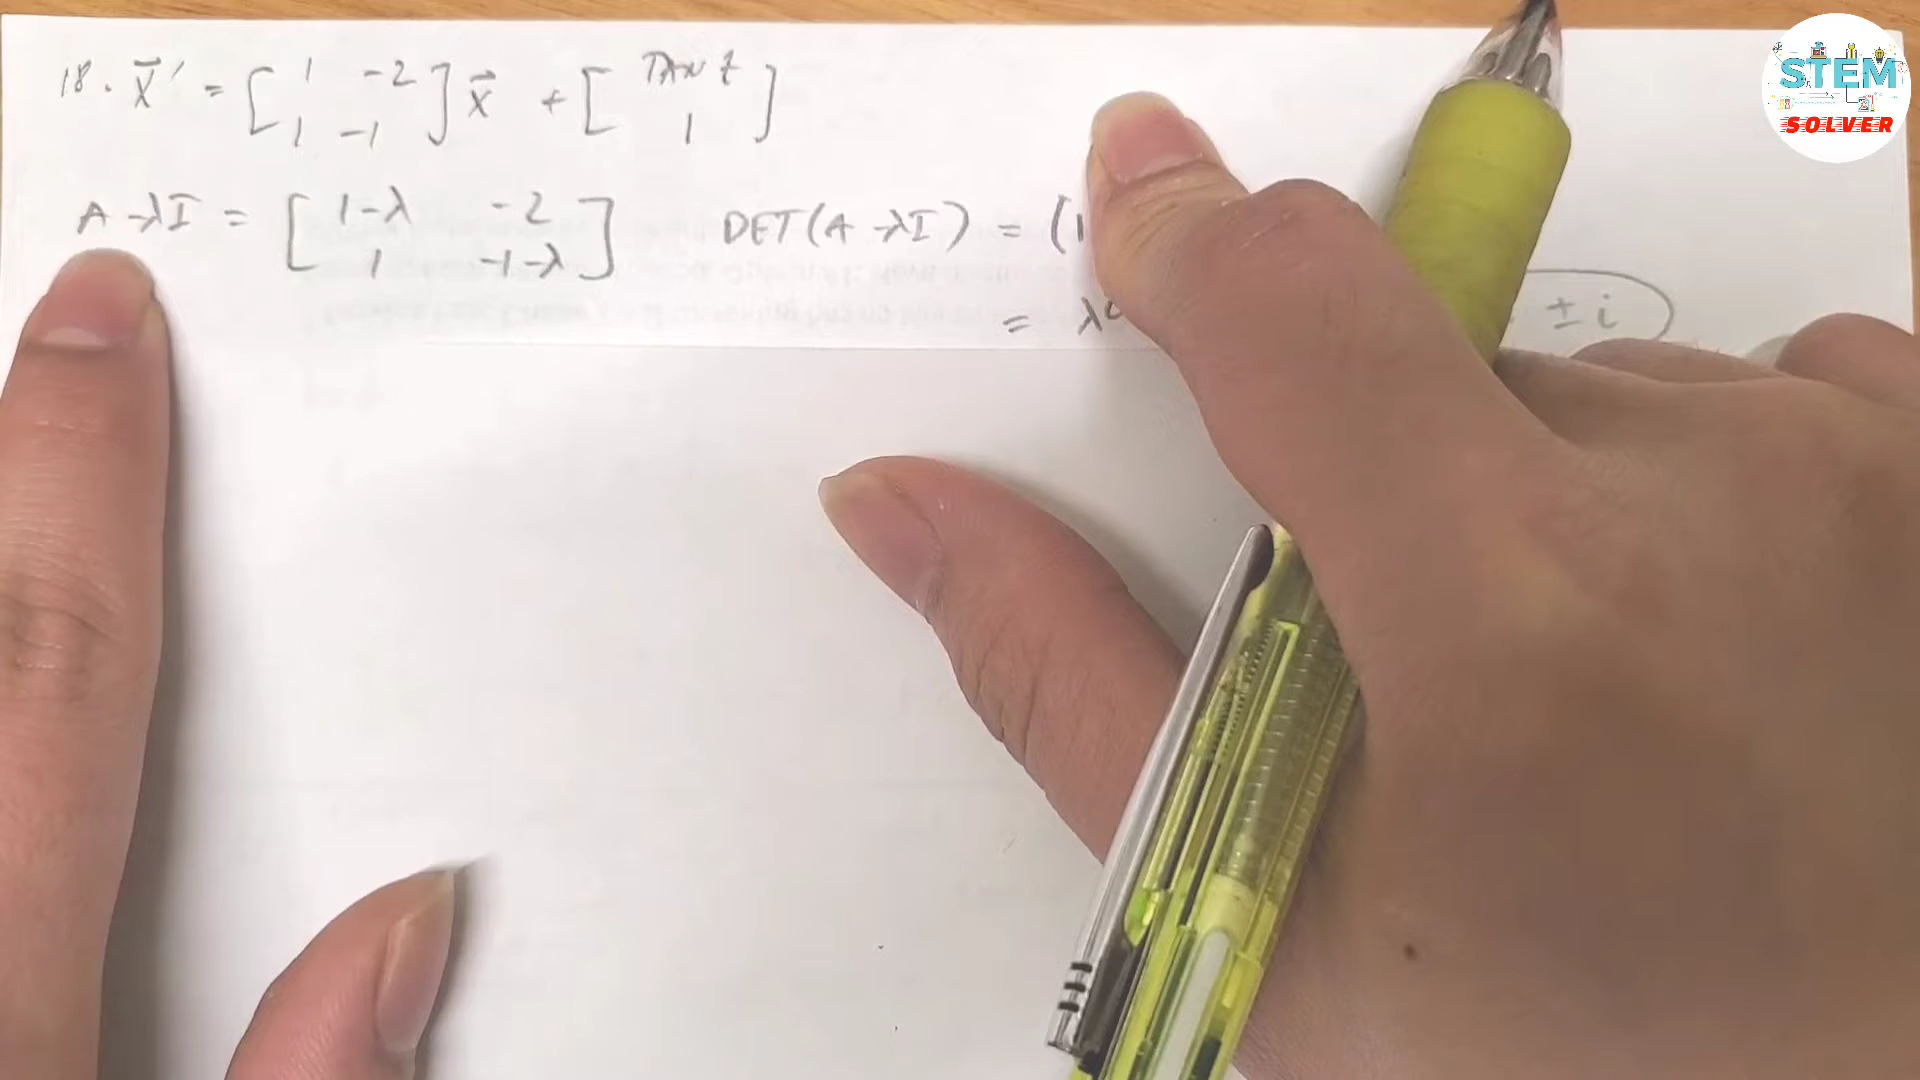 18. X⃗' = [ 1 -2 ] X⃗ + [ TAN t ]
1 -1 1
A - λI = [ 1-λ -2 ] DET(A - λI) = (1
1 -1-λ
= λ ± i
STEM
SOLVER